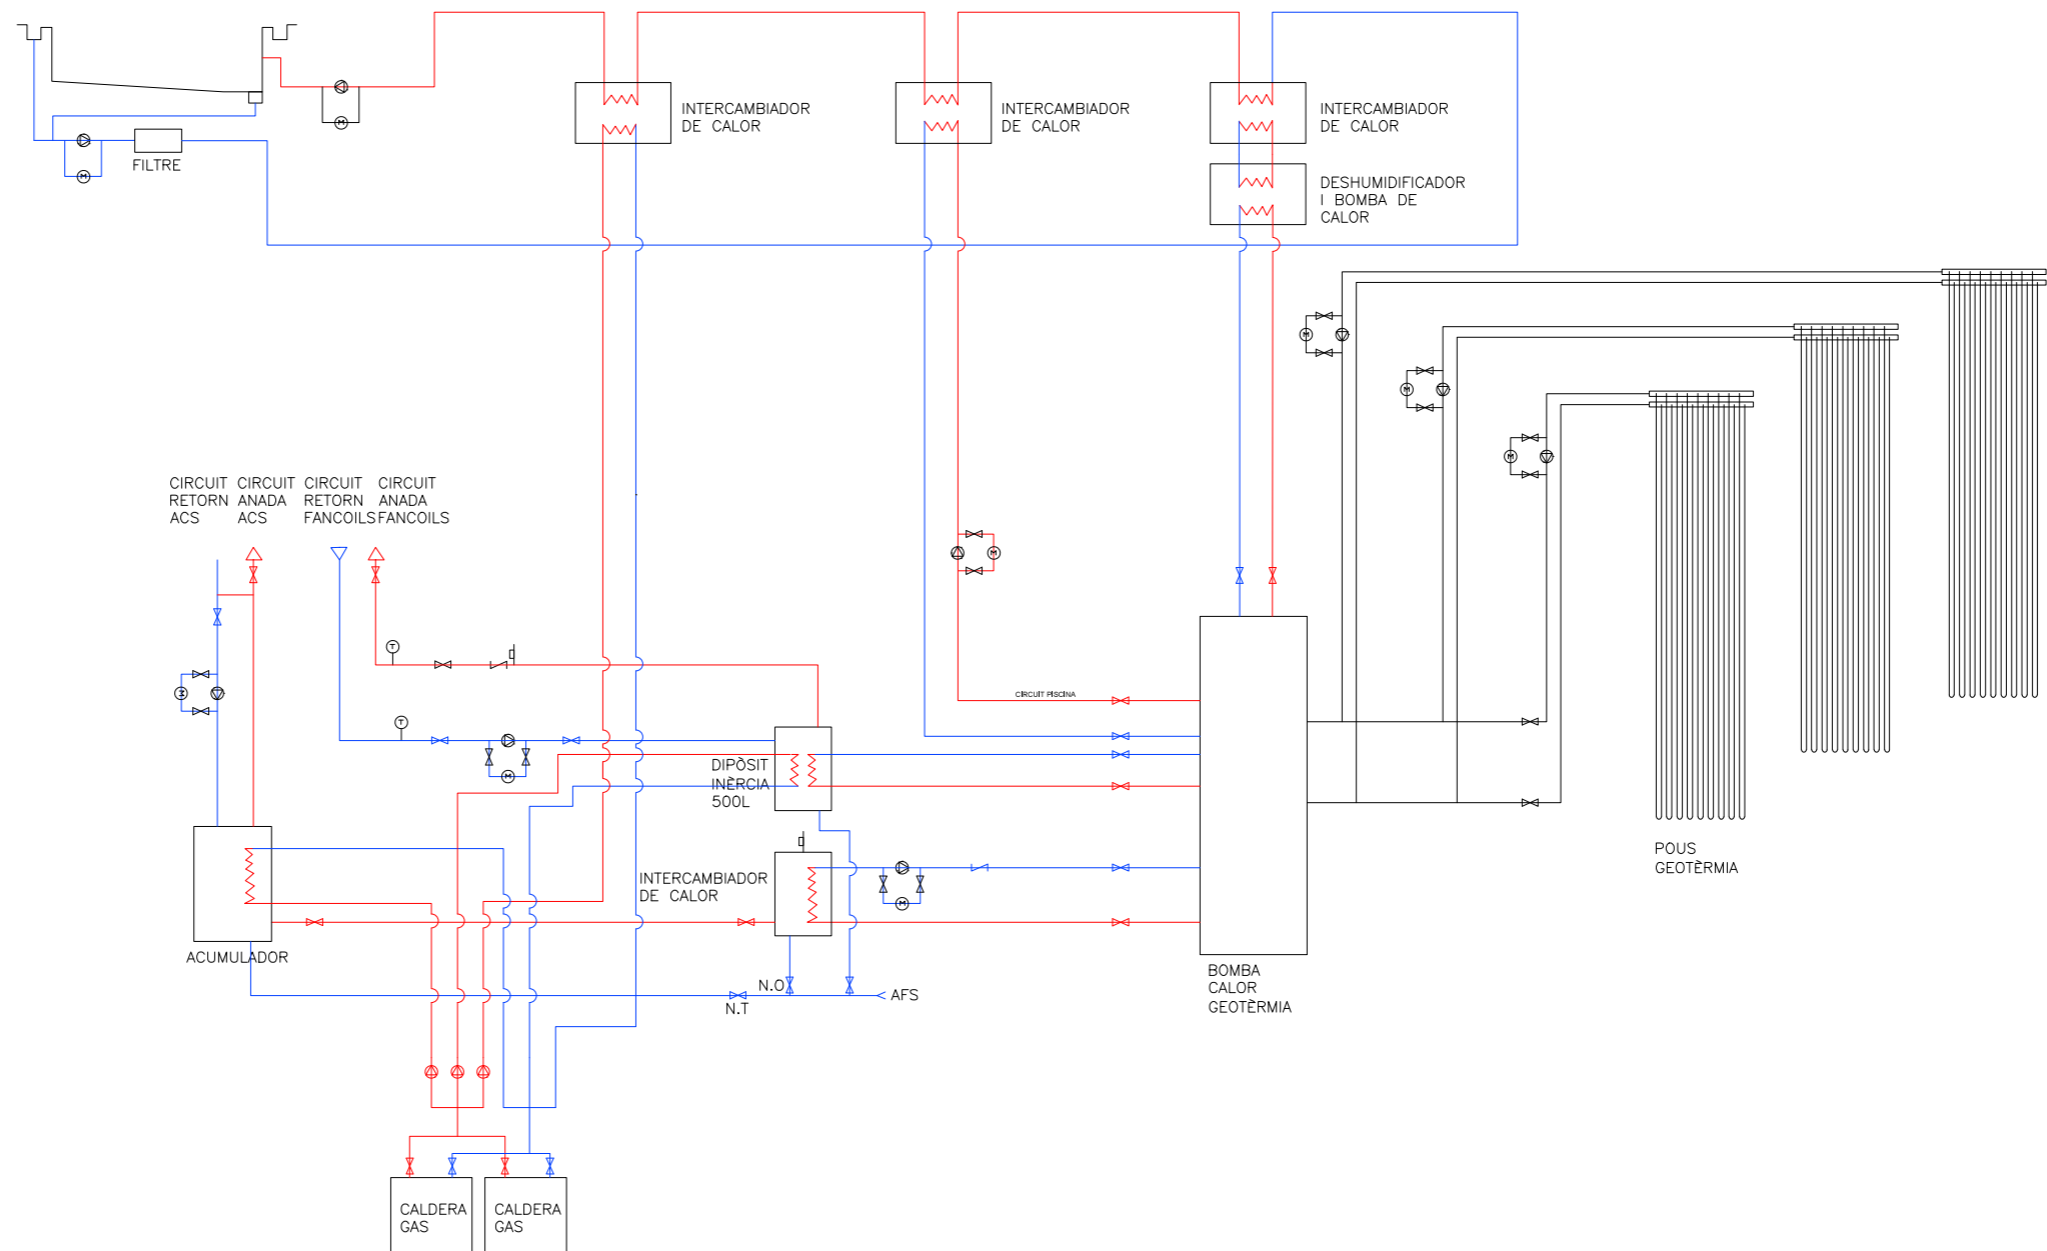 INTERCAMBIADOR
DE CALOR
INTERCAMBIADOR
DE CALOR
INTERCAMBIADOR
DE CALOR
M
M
FILTRE
DESHUMIDIFICADOR
I BOMBA DE
CALOR
M
M
M
CIRCUIT
RETORN
ACS
CIRCUIT
ANADA
ACS
CIRCUIT
RETORN
FANCOILS
CIRCUIT
ANADA
FANCOILS
M
T
M
CIRCUIT PISCINA
T
M
DIPÒSIT
INÈRCIA
500L
INTERCAMBIADOR
DE CALOR
M
POUS
GEOTÈRMIA
ACUMULADOR
N.O
N.T
AFS
BOMBA
CALOR
GEOTÈRMIA
CALDERA
GAS
CALDERA
GAS